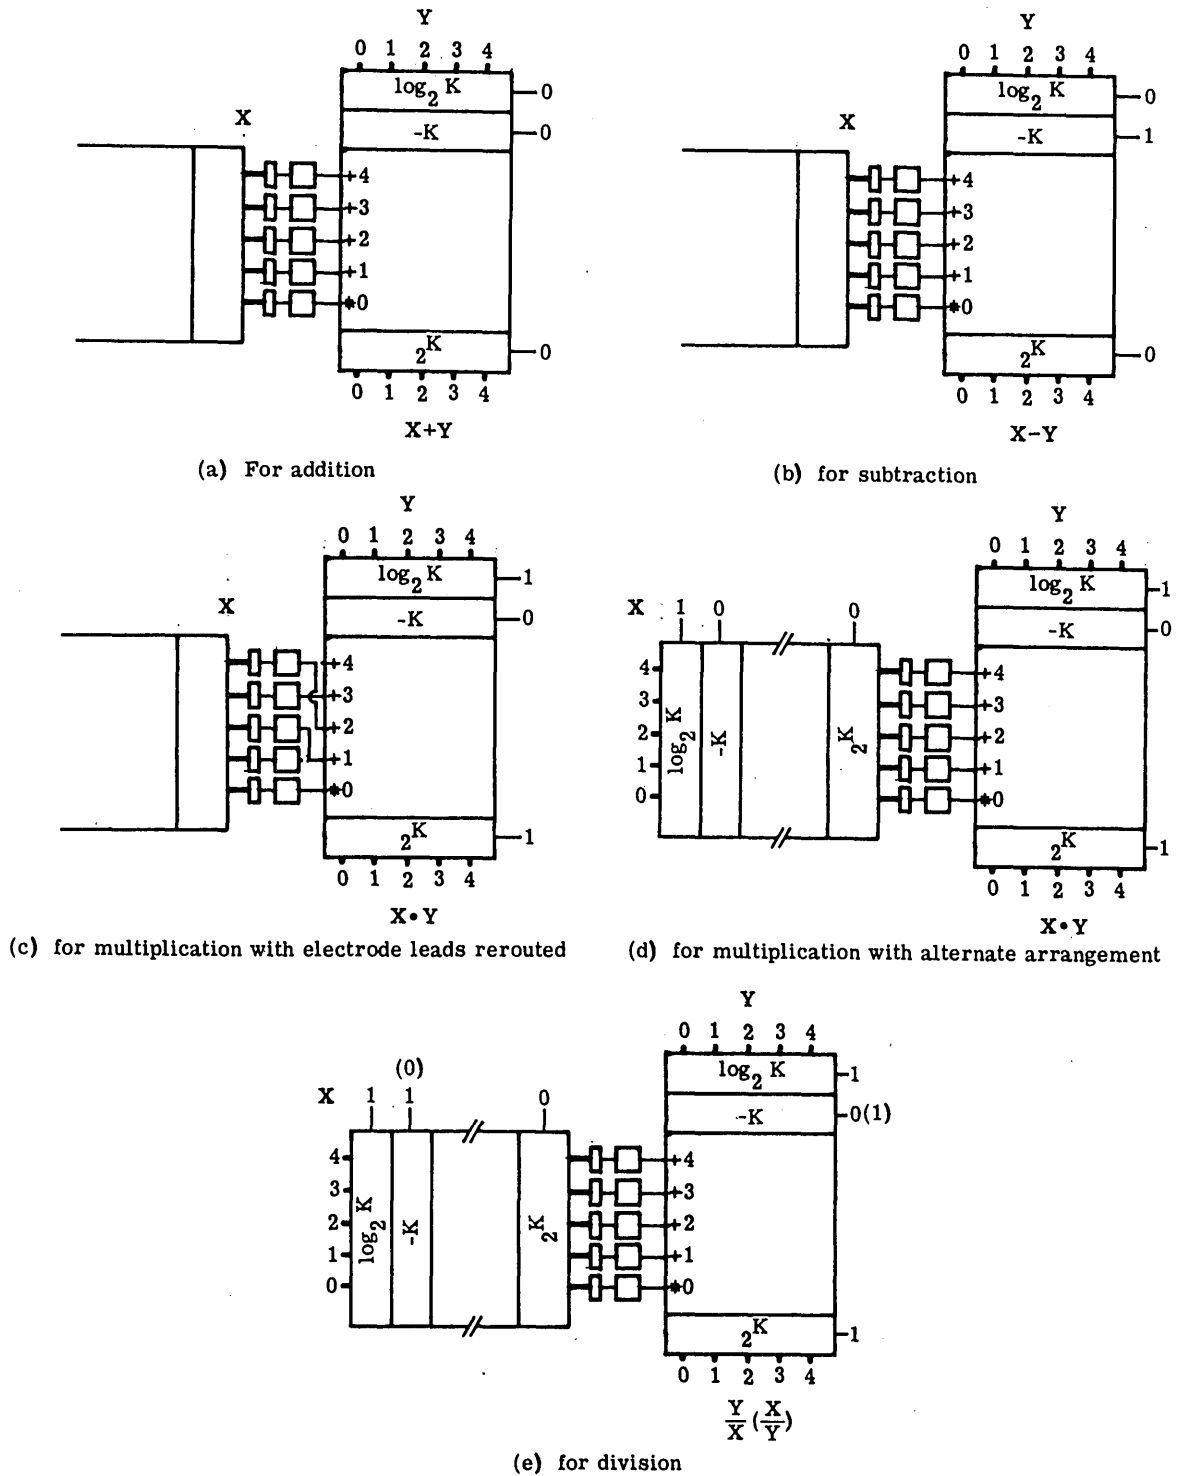 Y
0 1 2 3 4
log₂ K
0
-K
0
X
+4
+3
+2
+1
+0
2ᴷ
0
0 1 2 3 4
X+Y
(a) For addition
Y
0 1 2 3 4
log₂ K
0
-K
1
X
+4
+3
+2
+1
+0
2ᴷ
0
0 1 2 3 4
X-Y
(b) for subtraction
Y
0 1 2 3 4
log₂ K
1
-K
0
X
+4
+3
+2
+1
+0
2ᴷ
1
0 1 2 3 4
X•Y
(c) for multiplication with electrode leads rerouted
Y
0 1 2 3 4
log₂ K
1
-K
0
X 1 0 0
4
3
2
1
0
log₂ K
-K
2ᴷ
+4
+3
+2
+1
+0
2ᴷ
1
0 1 2 3 4
X•Y
(d) for multiplication with alternate arrangement
Y
0 1 2 3 4
log₂ K
1
-K
0(1)
(0)
X 1 1 0
4
3
2
1
0
log₂ K
-K
2ᴷ
+4
+3
+2
+1
+0
2ᴷ
1
0 1 2 3 4
Y/X (X/Y)
(e) for division